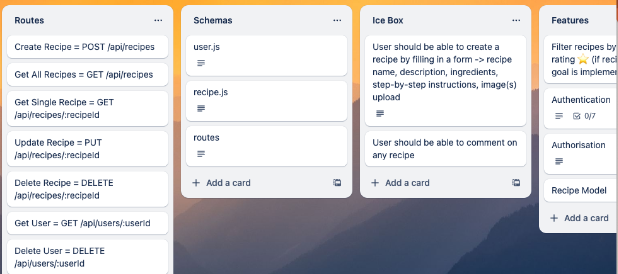 Routes
Create Recipe = POST /api/recipes
Get All Recipes = GET /api/recipes
Get Single Recipe = GET
/api/recipes/:recipeId
Update Recipe = PUT
/api/recipes/:recipeId
Delete Recipe = DELETE
/api/recipes/:recipeId
Get User = GET /api/users/:userId
Delete User = DELETE
/api/users/:userId
Schemas
user.js
recipe.js
routes
Add a card
Ice Box
User should be able to create a
recipe by filling in a form -> recipe
name, description, ingredients,
step-by-step instructions, image(s)
upload
User should be able to comment on
any recipe
Add a card
Features
Filter recipes by
rating ⭐ (if reci
goal is implemen
Authentication
0/7
Authorisation
Recipe Model
Add a card